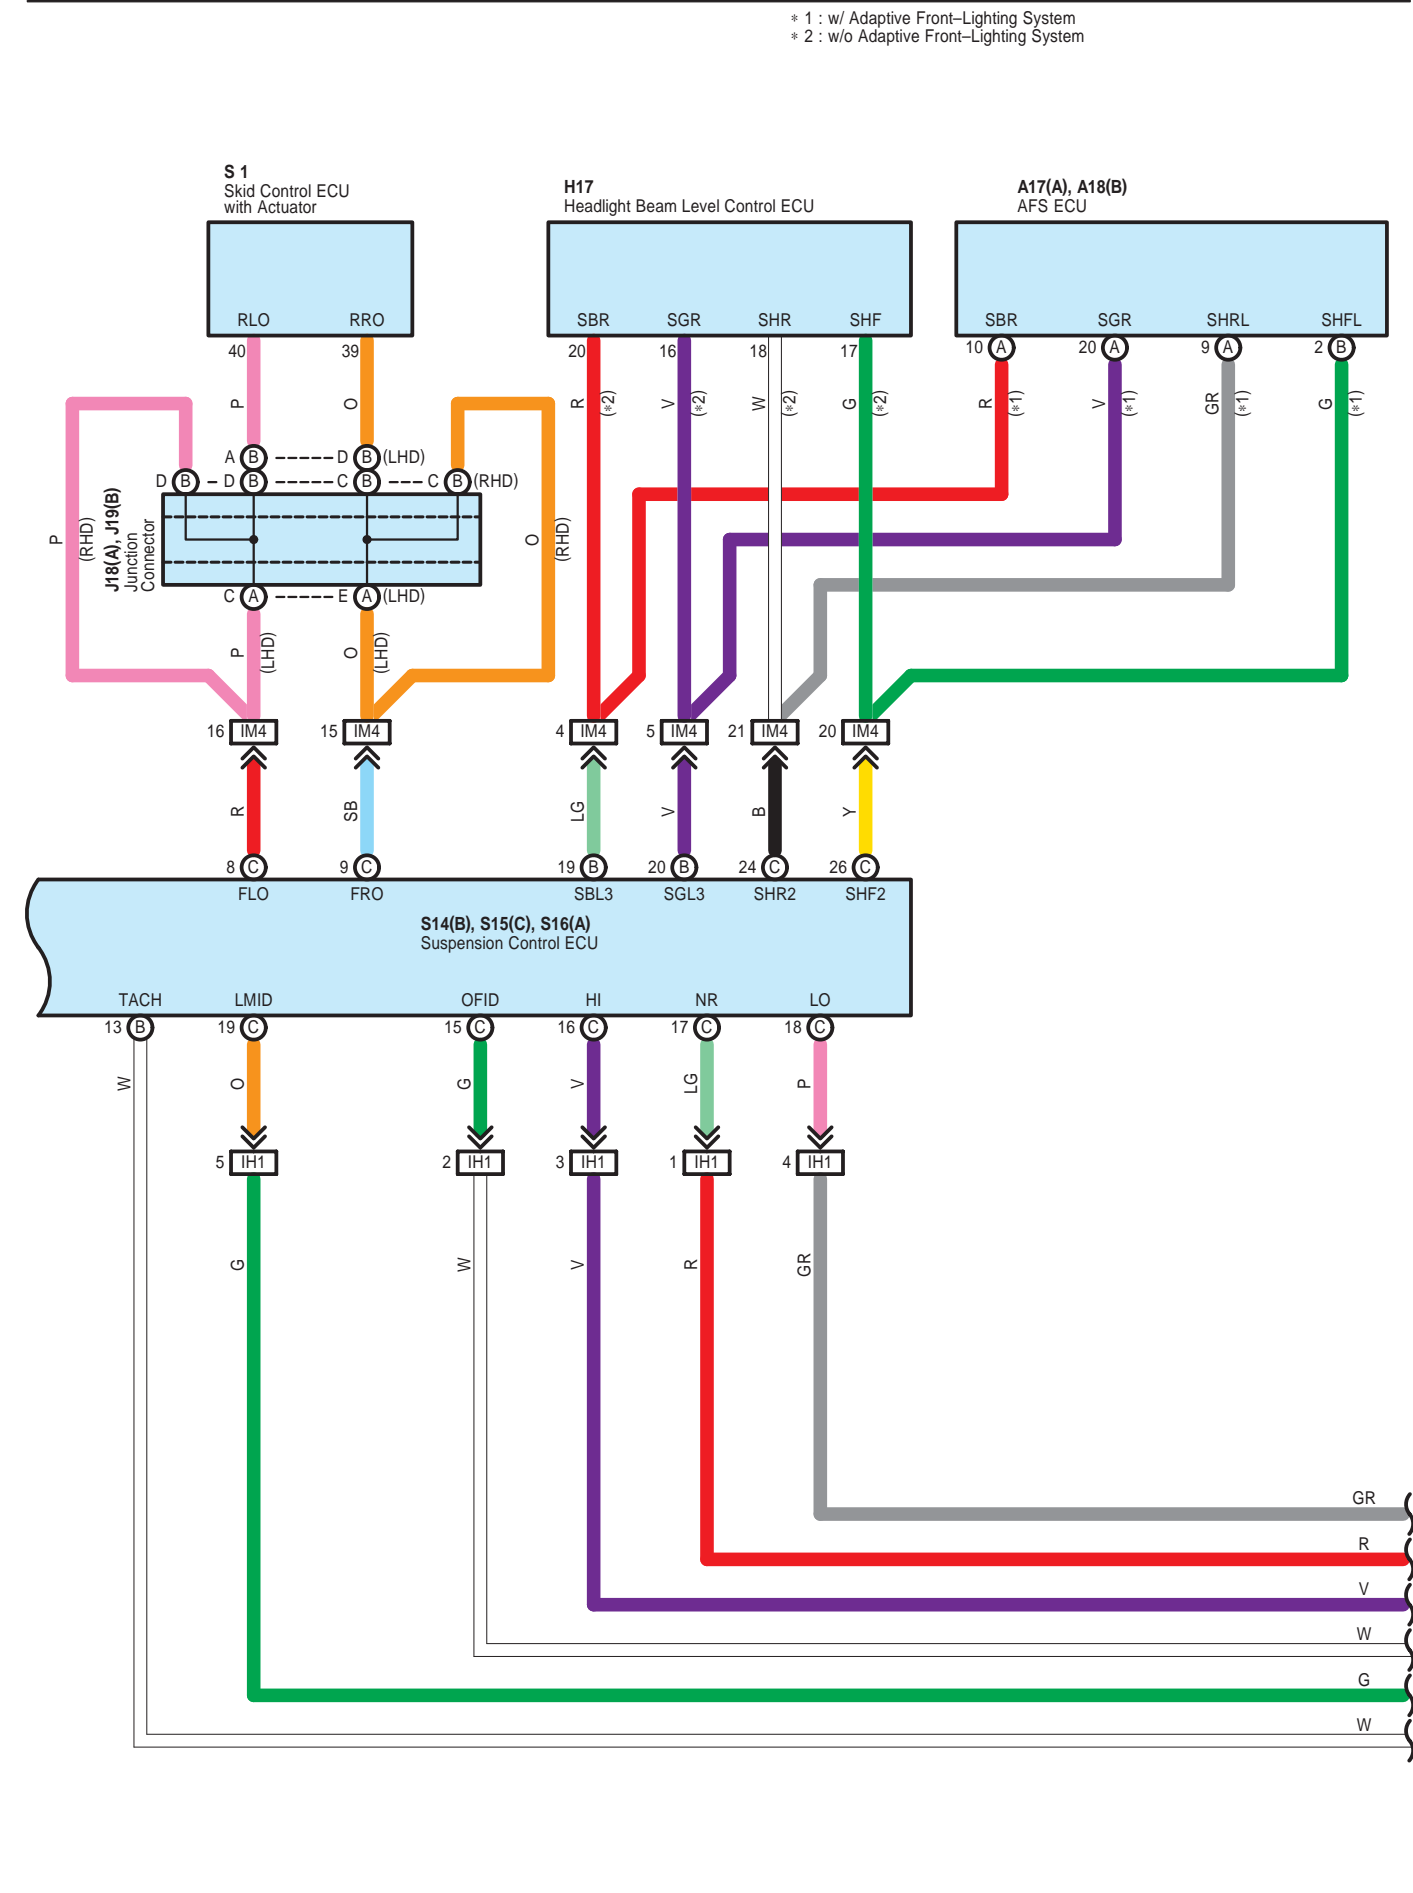 * 1 : w/ Adaptive Front–Lighting System
* 2 : w/o Adaptive Front–Lighting System
S 1
Skid Control ECU
with Actuator
H17
Headlight Beam Level Control ECU
A17(A), A18(B)
AFS ECU
RLO RRO SBR SGR SHR SHF SBR SGR SHRL SHFL
40 39 20 16 18 17 10 A 20 A 9 A 2 B
P O R (*2) V (*2) W (*2) G (*2) R (*1) V (*1) GR (*1) G (*1)
A B D B (LHD)
D B D B C B C B (RHD)
P (RHD)
J18(A), J19(B)
Junction
Connector
O (RHD)
C A E A (LHD)
P (LHD) O (LHD)
16 IM4 15 IM4 4 IM4 5 IM4 21 IM4 20 IM4
R SB LG V B Y
8 C 9 C 19 B 20 B 24 C 26 C
FLO FRO SBL3 SGL3 SHR2 SHF2
S14(B), S15(C), S16(A)
Suspension Control ECU
TACH LMID OFID HI NR LO
13 B 19 C 15 C 16 C 17 C 18 C
W O G V LG P
5 IH1 2 IH1 3 IH1 1 IH1 4 IH1
G W V R GR
GR
R
V
W
G
W